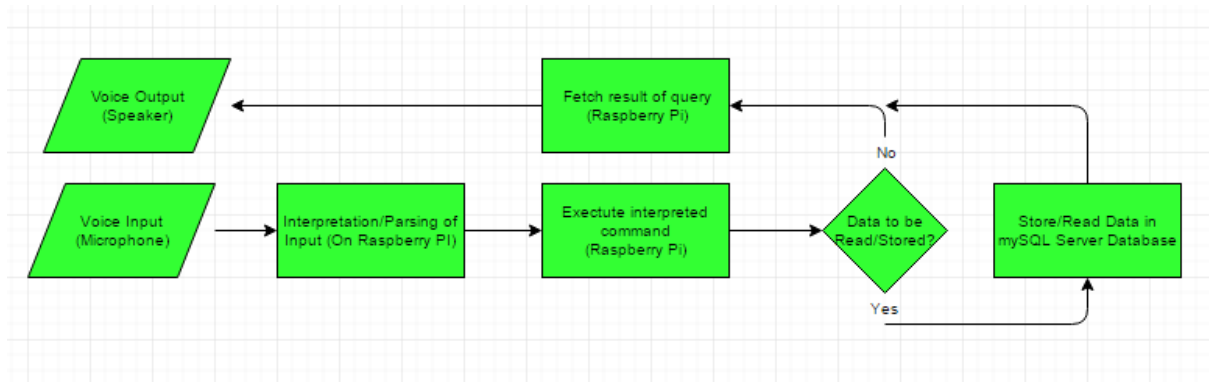 Voice Output
(Speaker)
Fetch result of query
(Raspberry Pi)
No
Voice Input
(Microphone)
Interpretation/Parsing of
Input (On Raspberry PI)
Exectute interpreted
command
(Raspberry Pi)
Data to be
Read/Stored?
Store/Read Data in
mySQL Server Database
Yes